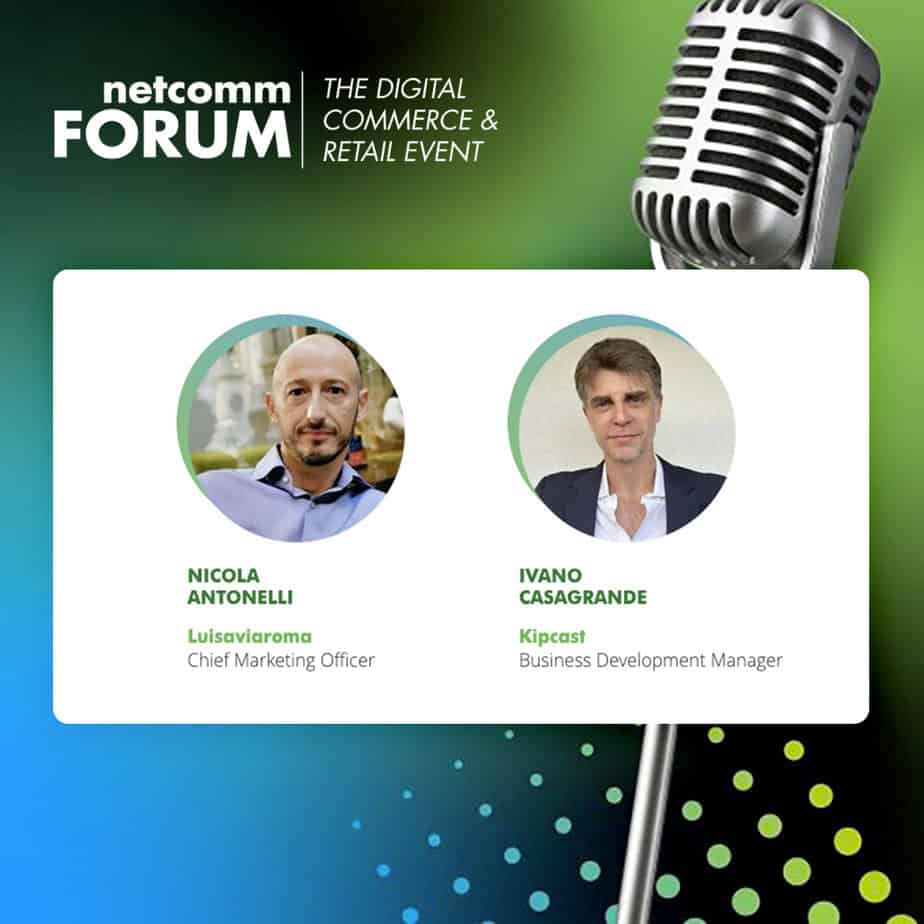 netcomm
FORUM
THE DIGITAL
COMMERCE &
RETAIL EVENT
NICOLA
ANTONELLI
Luisaviaroma
Chief Marketing Officer
IVANO
CASAGRANDE
Kipcast
Business Development Manager